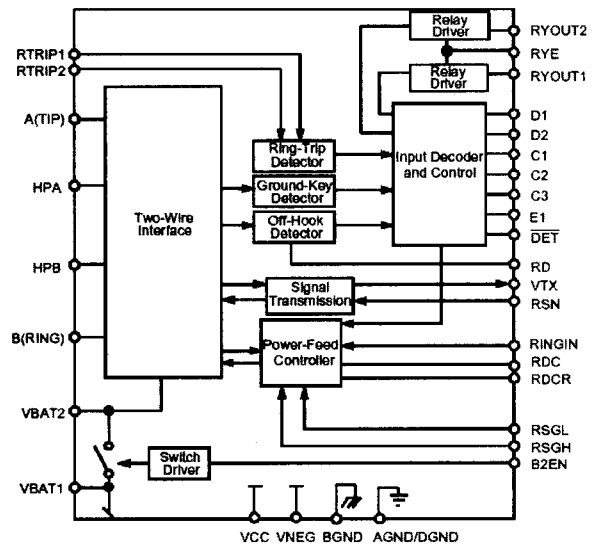 Relay
Driver
RYOUT2
RYE
Relay
Driver
RYOUT1
RTRIP1
RTRIP2
A(TIP)
HPA
HPB
B(RING)
VBAT2
VBAT1
Two-Wire
Interface
Ring-Trip
Detector
Ground-Key
Detector
Off-Hook
Detector
Signal
Transmission
Power-Feed
Controller
Switch
Driver
Input Decoder
and Control
D1
D2
C1
C2
C3
E1
DET
RD
VTX
RSN
RINGIN
RDC
RDCR
RSGL
RSGH
B2EN
VCC VNEG BGND AGND/DGND